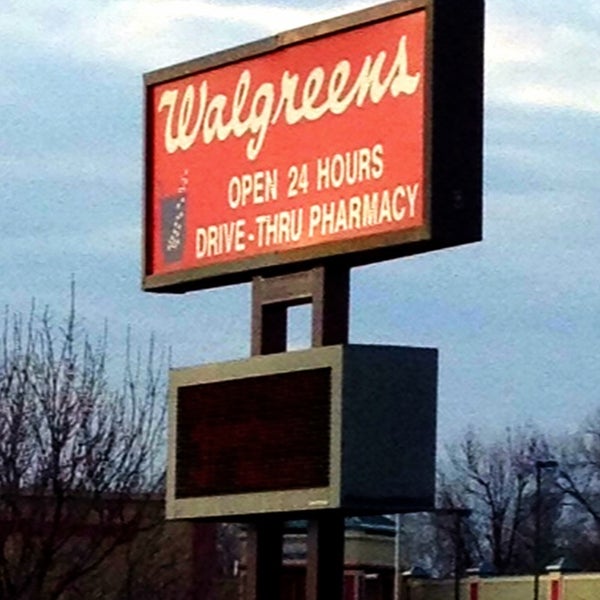 Walgreens
OPEN 24 HOURS
DRIVE-THRU PHARMACY